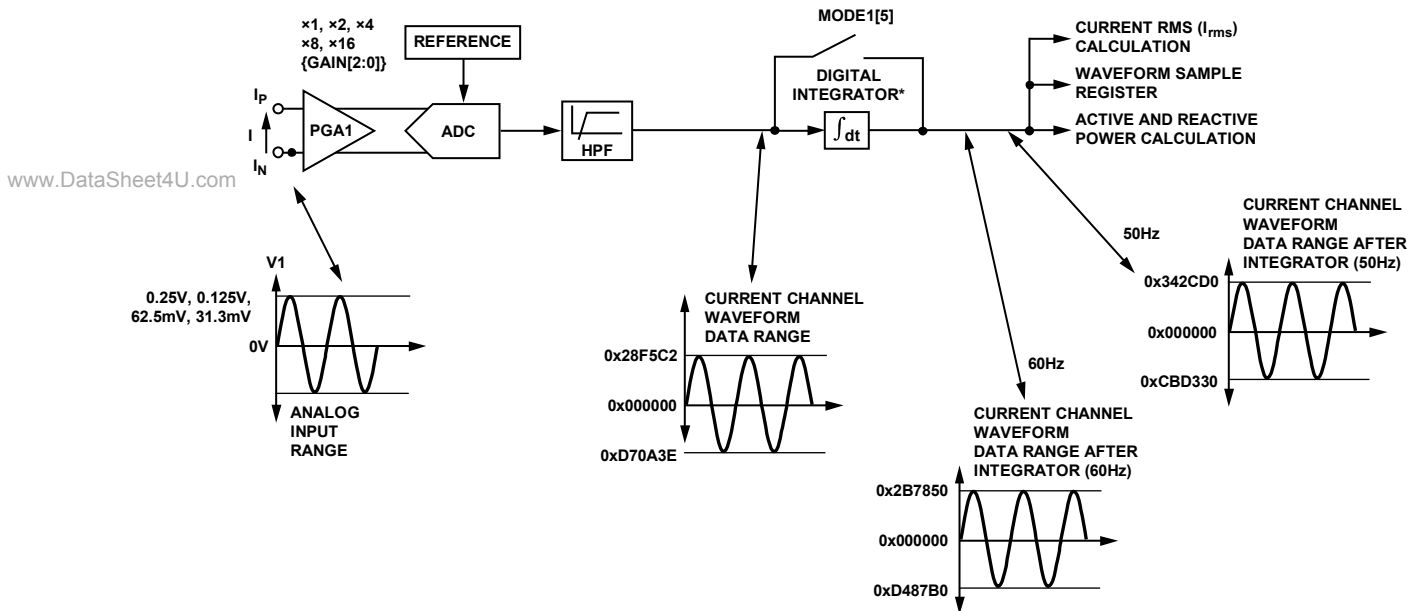 ×1, ×2, ×4
×8, ×16
{GAIN[2:0]}
REFERENCE
MODE1[5]
CURRENT RMS (Irms)
CALCULATION
WAVEFORM SAMPLE
REGISTER
ACTIVE AND REACTIVE
POWER CALCULATION
DIGITAL
INTEGRATOR*
IP
I
IN
PGA1
ADC
HPF
∫dt
www.DataSheet4U.com
V1
0.25V, 0.125V,
62.5mV, 31.3mV
0V
ANALOG
INPUT
RANGE
CURRENT CHANNEL
WAVEFORM
DATA RANGE
0x28F5C2
0x000000
0xD70A3E
50Hz
CURRENT CHANNEL
WAVEFORM
DATA RANGE AFTER
INTEGRATOR (50Hz)
0x342CD0
0x000000
0xCBD330
60Hz
CURRENT CHANNEL
WAVEFORM
DATA RANGE AFTER
INTEGRATOR (60Hz)
0x2B7850
0x000000
0xD487B0